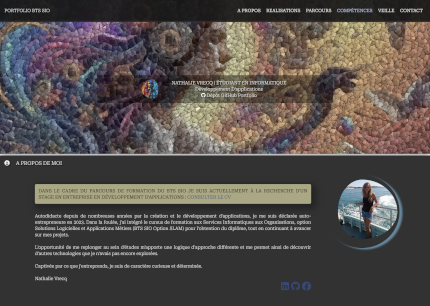 PORTFOLIO BTS SIO
A PROPOS REALISATIONS PARCOURS COMPÉTENCES VEILLE CONTACT
NATHALIE VRECQ | ÉTUDIANT EN INFORMATIQUE
Développement D'applications
Dépôt GitHub Portfolio
A PROPOS DE MOI
DANS LE CADRE DU PARCOURS DE FORMATION DU BTS SIO JE SUIS ACTUELLEMENT À LA RECHERCHE D'UN
STAGE EN ENTREPRISE EN DÉVELOPPEMENT D'APPLICATIONS : CONSULTER LE CV
Autodidacte depuis de nombreuses années par la création et le développement d'applications, je me suis déclarée auto-
entrepreneuse en 2023. Dans la foulée, j'ai intégré le cursus de formation aux Services Informatiques aux Organisations, option
Solutions Logicielles et Applications Métiers (BTS SIO Option SLAM) pour l'obtention du diplôme, tout en continuant à avancer
sur mes projets.
L'opportunité de me replonger au sein d'études m'apporte une logique d'approche différente et me permet ainsi de découvrir
d'autres technologies que je n'avais pas encore explorées.
Captivée par ce que j'entreprends, je suis de caractère curieuse et déterminée.
Nathalie Vrecq